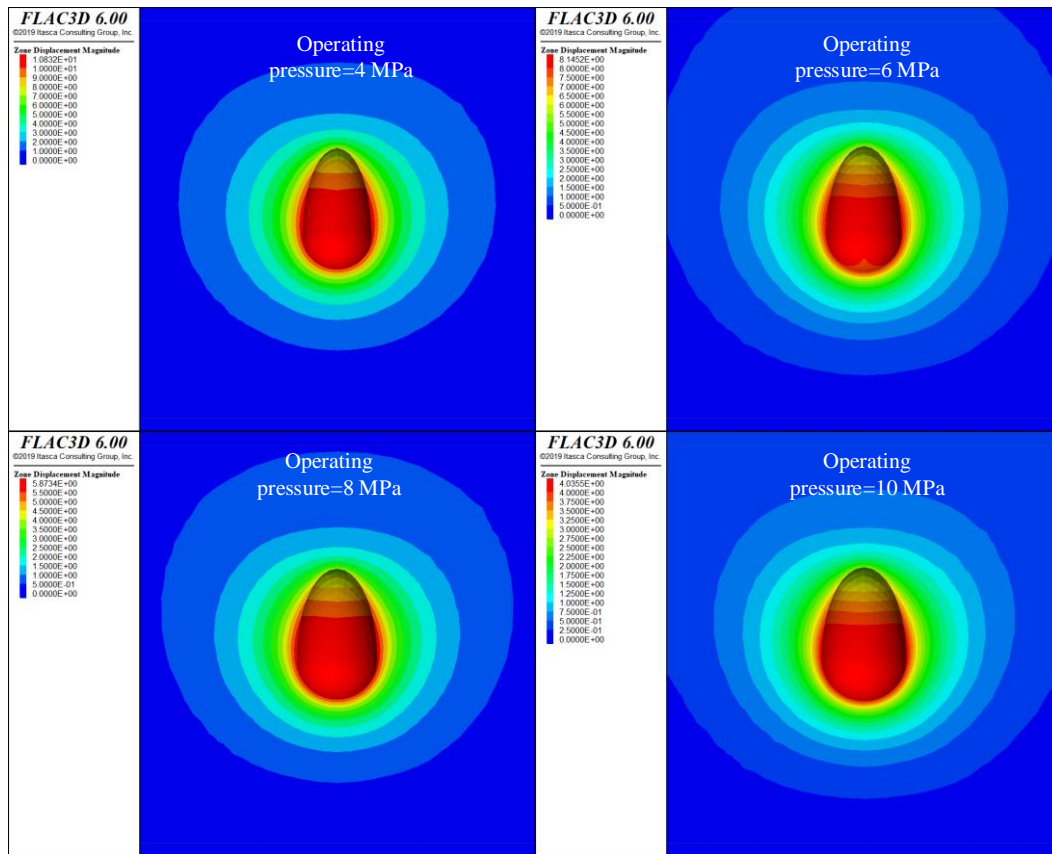 FLAC3D 6.00
©2019 Itasca Consulting Group, Inc.
Zone Displacement Magnitude
1.0832E+01
1.0000E+01
9.0000E+00
8.0000E+00
7.0000E+00
6.0000E+00
5.0000E+00
4.0000E+00
3.0000E+00
2.0000E+00
1.0000E+00
0.0000E+00
Operating
pressure=4 MPa
FLAC3D 6.00
©2019 Itasca Consulting Group, Inc.
Zone Displacement Magnitude
8.1452E+00
8.0000E+00
7.5000E+00
7.0000E+00
6.5000E+00
6.0000E+00
5.5000E+00
5.0000E+00
4.5000E+00
4.0000E+00
3.5000E+00
3.0000E+00
2.5000E+00
2.0000E+00
1.5000E+00
1.0000E+00
5.0000E-01
0.0000E+00
Operating
pressure=6 MPa
FLAC3D 6.00
©2019 Itasca Consulting Group, Inc.
Zone Displacement Magnitude
5.8734E+00
5.5000E+00
5.0000E+00
4.5000E+00
4.0000E+00
3.5000E+00
3.0000E+00
2.5000E+00
2.0000E+00
1.5000E+00
1.0000E+00
5.0000E-01
0.0000E+00
Operating
pressure=8 MPa
FLAC3D 6.00
©2019 Itasca Consulting Group, Inc.
Zone Displacement Magnitude
4.0355E+00
4.0000E+00
3.7500E+00
3.5000E+00
3.2500E+00
3.0000E+00
2.7500E+00
2.5000E+00
2.2500E+00
2.0000E+00
1.7500E+00
1.5000E+00
1.2500E+00
1.0000E+00
7.5000E-01
5.0000E-01
2.5000E-01
0.0000E+00
Operating
pressure=10 MPa